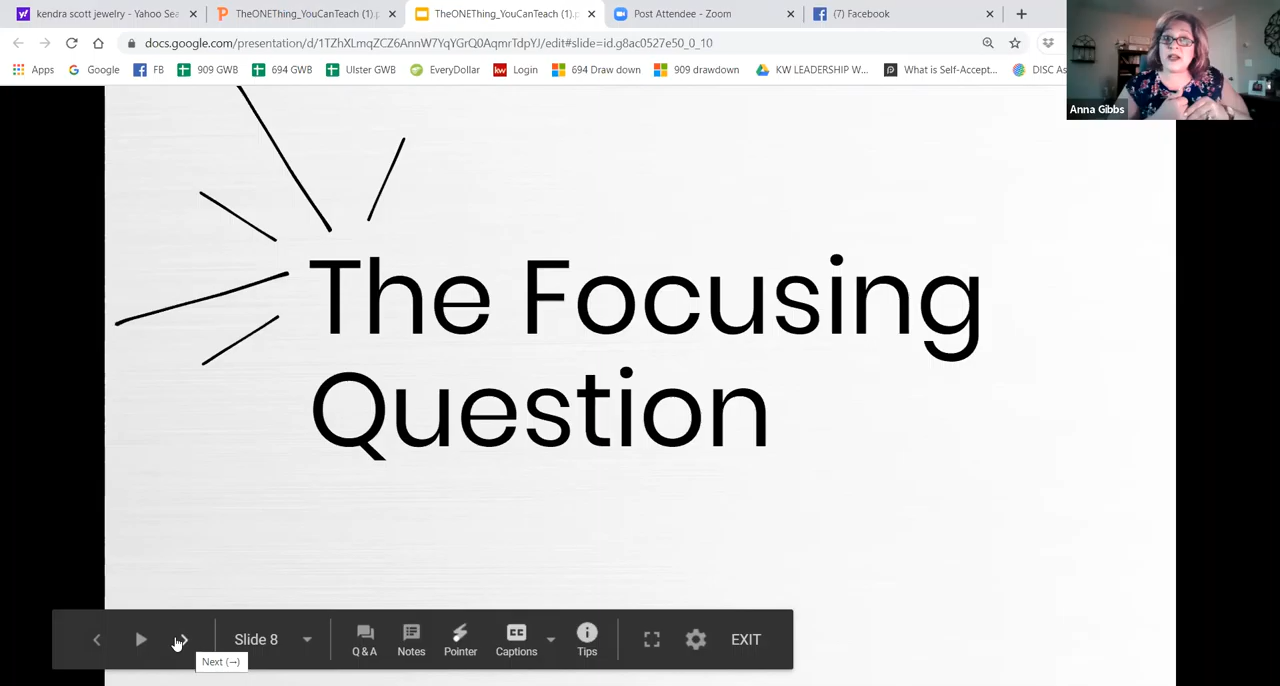 kendra scott jewelry - Yahoo Sea
TheONEThing_YouCanTeach (1).p
TheONEThing_YouCanTeach (1).
Post Attendee - Zoom
(7) Facebook
docs.google.com/presentation/d/1TZhXLmqZCZ6AnnW7YqYGrQ0AqmrTdpYJ/edit#slide=id.g8ac0527e50_0_10
Apps
Google
FB
909 GWB
694 GWB
Ulster GWB
EveryDollar
Login
694 Draw down
909 drawdown
KW LEADERSHIP W...
What is Self-Accept...
DISC As
Anna Gibbs
The Focusing
Question
Slide 8
Q & A
Notes
Pointer
Captions
Tips
EXIT
Next (→)